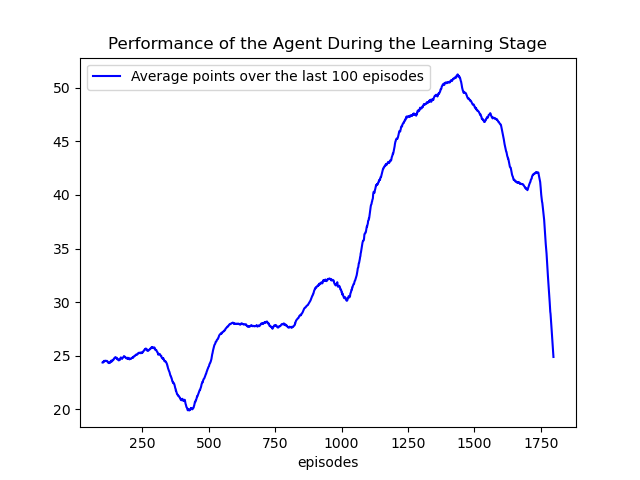 Performance of the Agent During the Learning Stage
Average points over the last 100 episodes
50
45
40
35
30
25
20
250 500 750 1000 1250 1500 1750
episodes